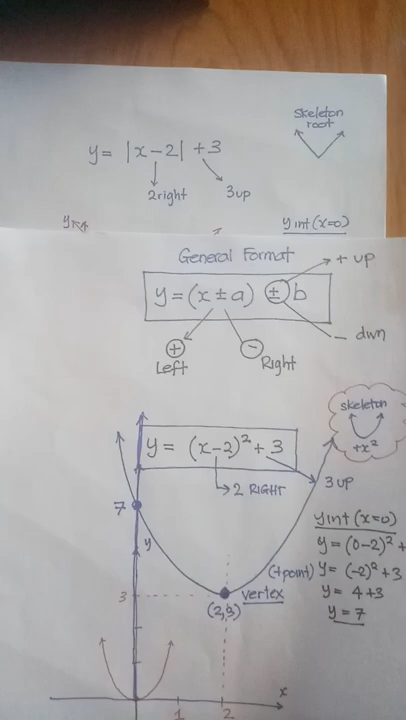 skeleton
root
y = |x-2| + 3
2right
3up
y int (x=0)
General Format
+ up
y = (x ± a) ± b
- dwn
+
-
Left
Right
skeleton
+x²
y = (x-2)² + 3
2 RIGHT
3 UP
7
y int (x=0)
y = (0-2)² +
y
(+point)
y = (-2)² + 3
3
vertex
y = 4+3
(2,3)
y = 7
x
1
2